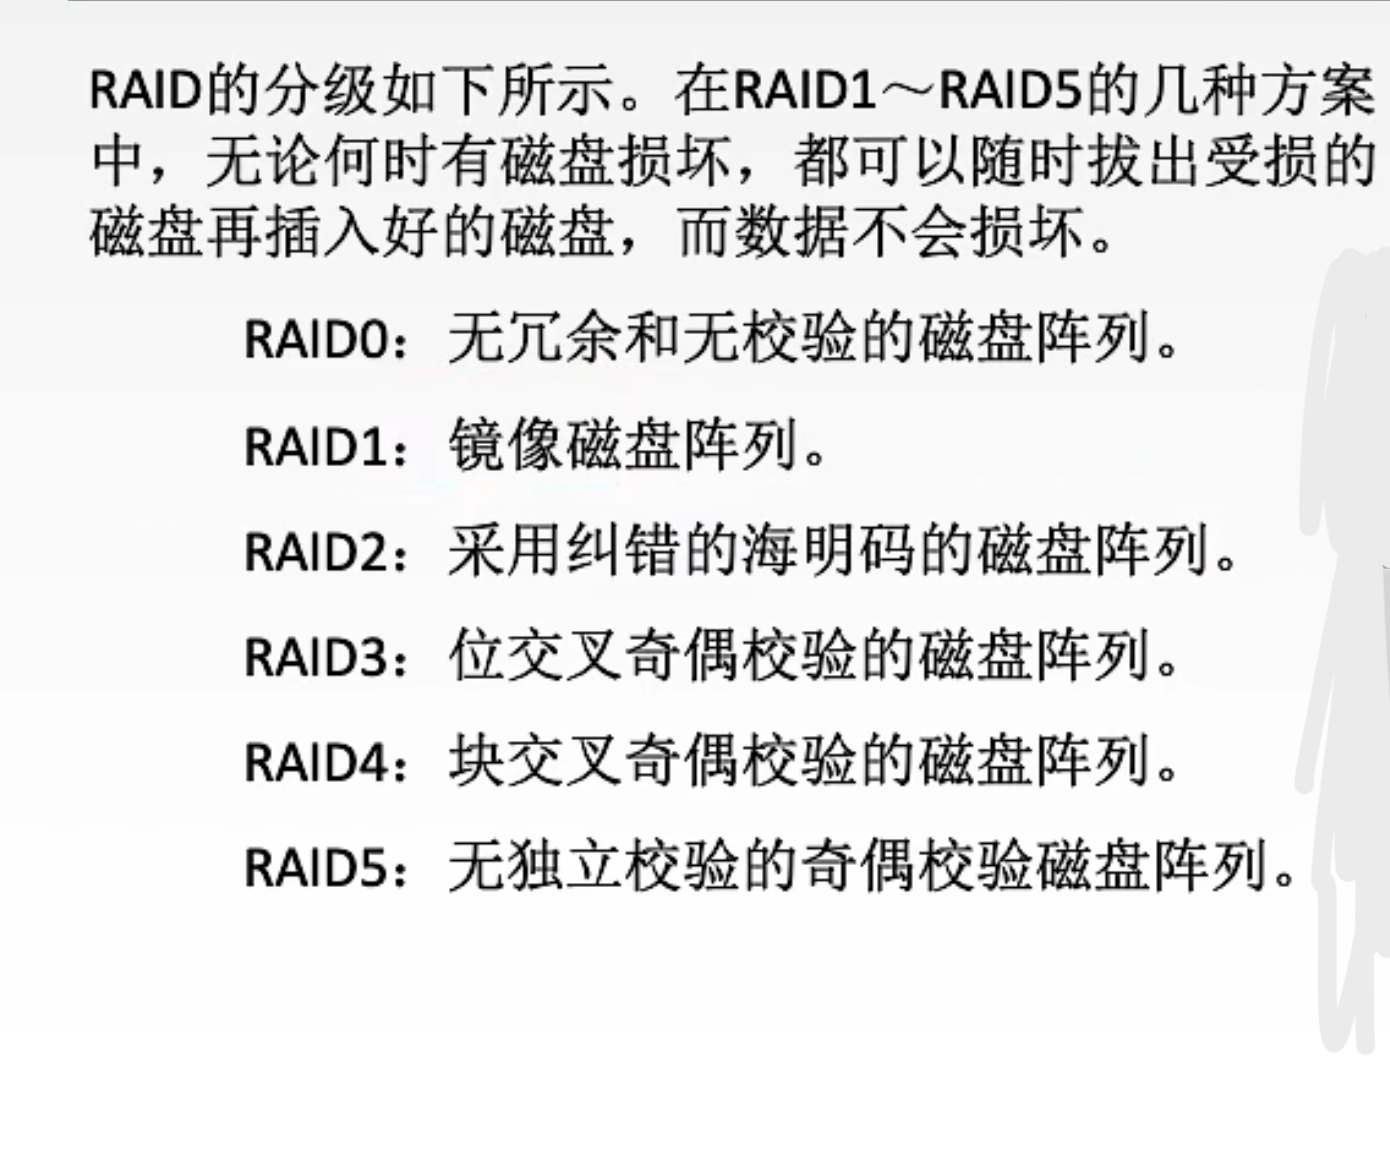 RAID的分级如下所示。在RAID1～RAID5的几种方案
中，无论何时有磁盘损坏，都可以随时拔出受损的
磁盘再插入好的磁盘，而数据不会损坏。
RAID0：无冗余和无校验的磁盘阵列。
RAID1：镜像磁盘阵列。
RAID2：采用纠错的海明码的磁盘阵列。
RAID3：位交叉奇偶校验的磁盘阵列。
RAID4：块交叉奇偶校验的磁盘阵列。
RAID5：无独立校验的奇偶校验磁盘阵列。